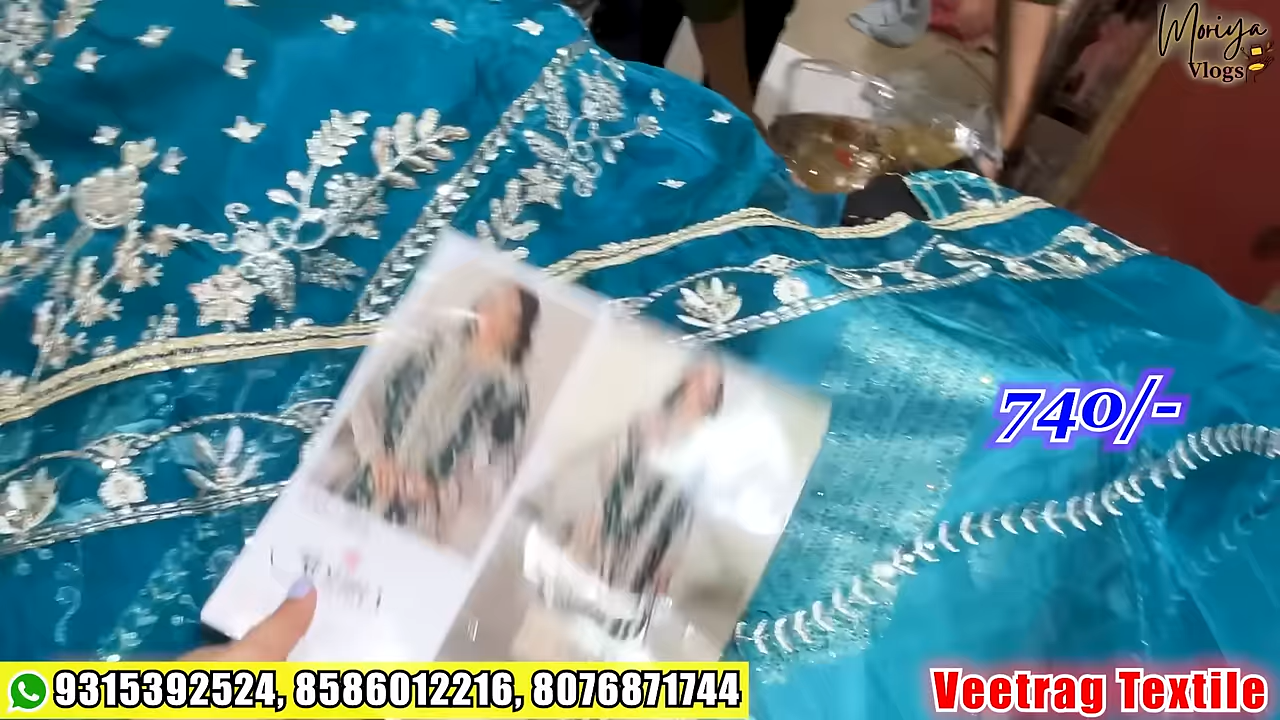 Moriya
Vlogs
740/-
9315392524, 8586012216, 8076871744
Veetrag Textile